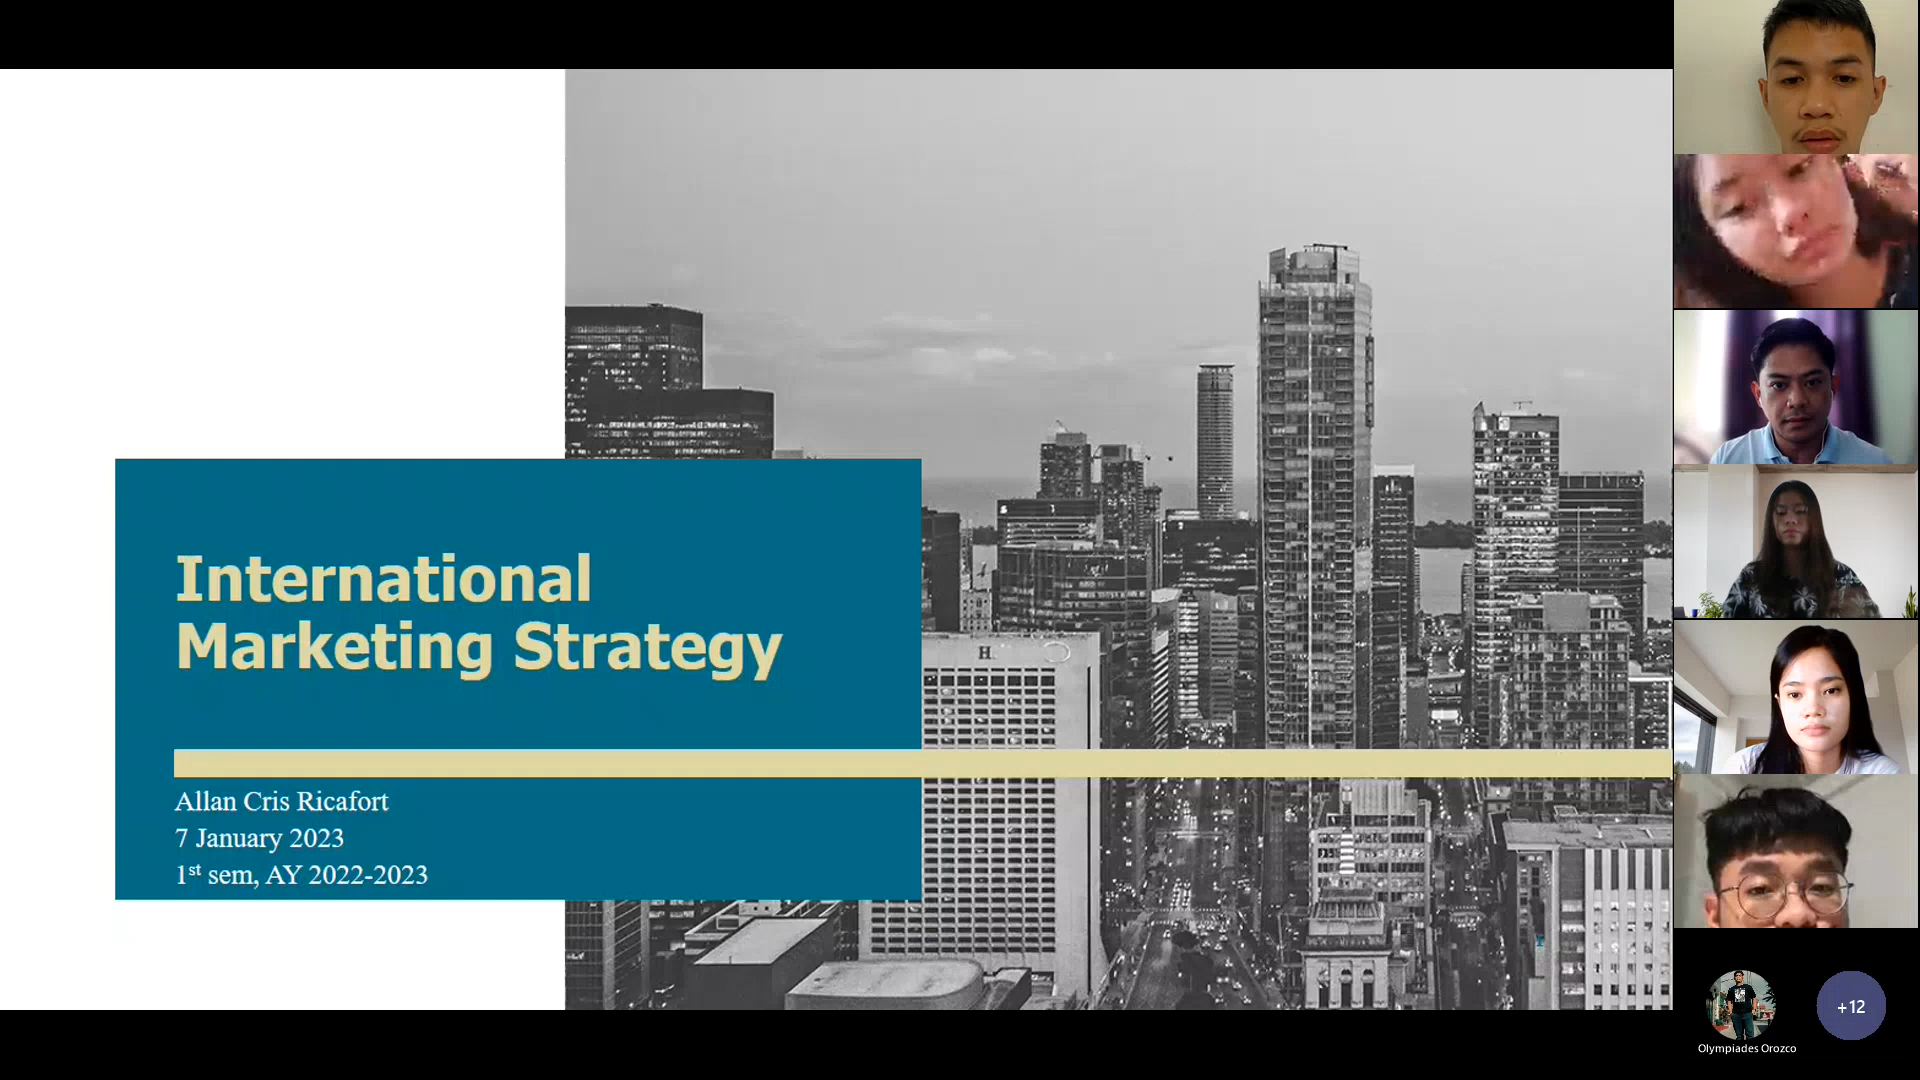 International
Marketing Strategy
Allan Cris Ricafort
7 January 2023
1st sem, AY 2022-2023
H
+12
Olympiades Orozco